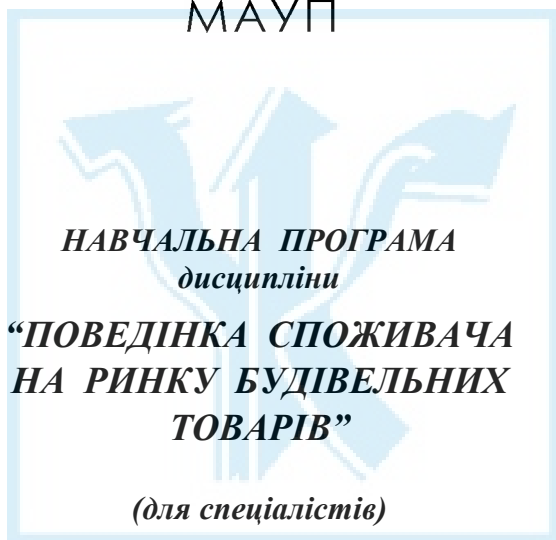 МАУП
НАВЧАЛЬНА ПРОГРАМА
дисципліни
“ПОВЕДІНКА СПОЖИВАЧА
НА РИНКУ БУДІВЕЛЬНИХ
ТОВАРІВ”
(для спеціалістів)